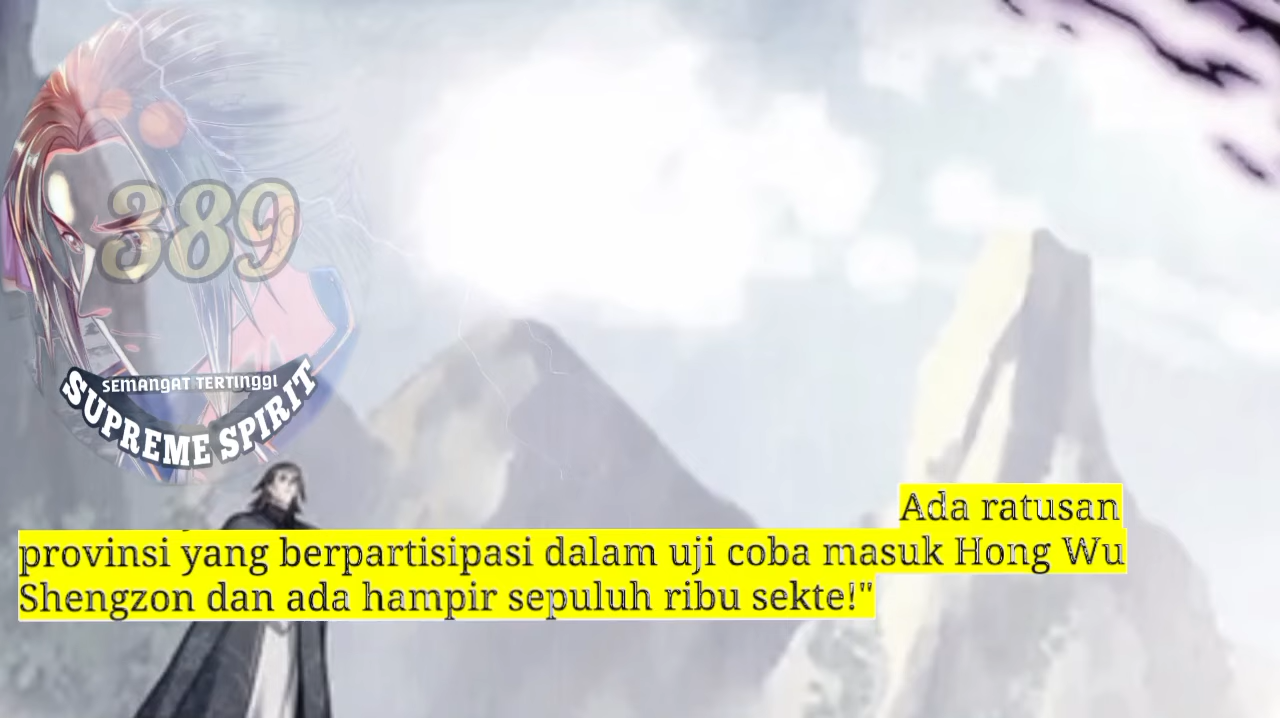 389
SEMANGAT TERTINGGI
SUPREME SPIRIT
Ada ratusan
provinsi yang berpartisipasi dalam uji coba masuk Hong Wu
Shengzon dan ada hampir sepuluh ribu sekte!"